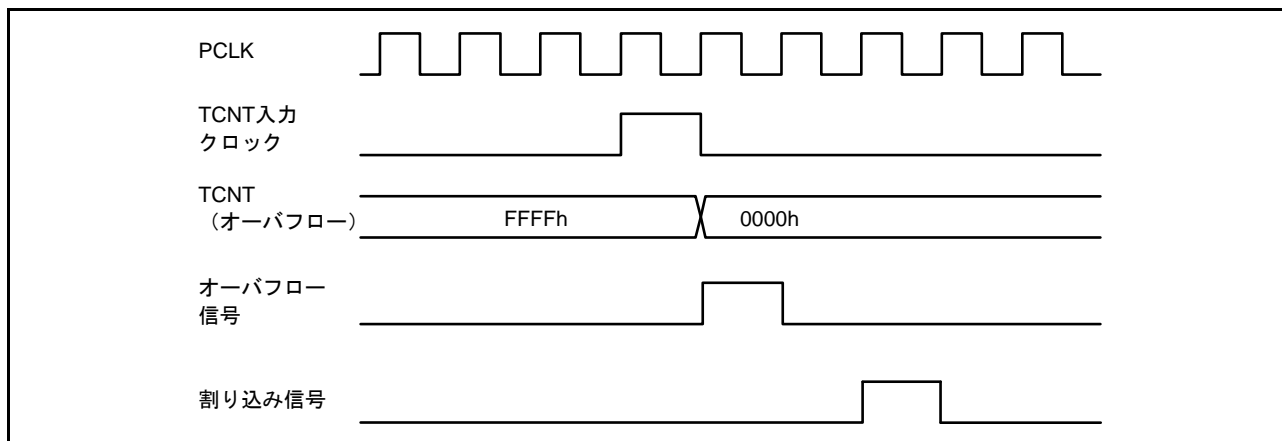 PCLK
TCNT入力
クロック
TCNT
（オーバフロー）
FFFFh
0000h
オーバフロー
信号
割り込み信号